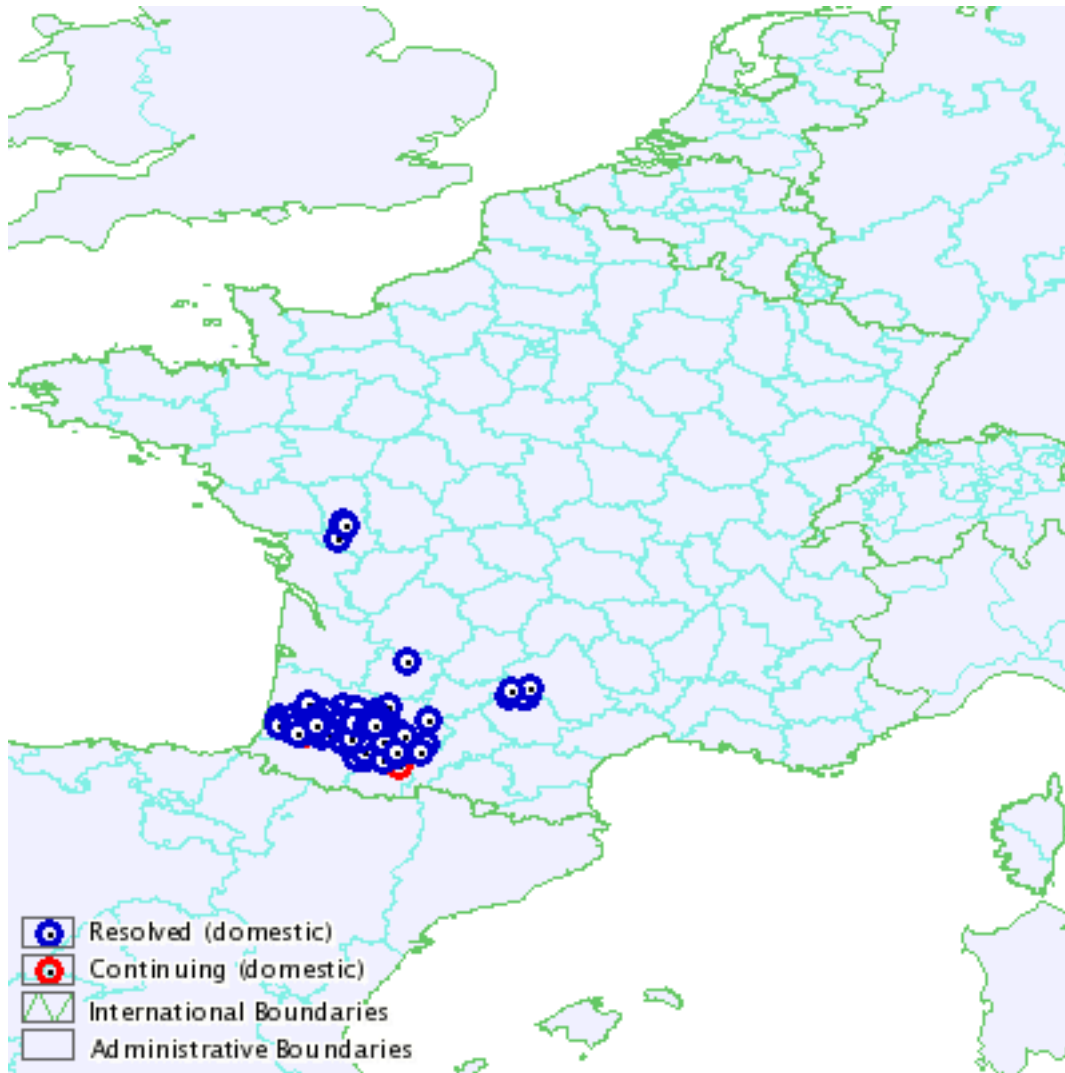 Resolved (domestic)
Continuing (domestic)
International Boundaries
Administrative Boundaries